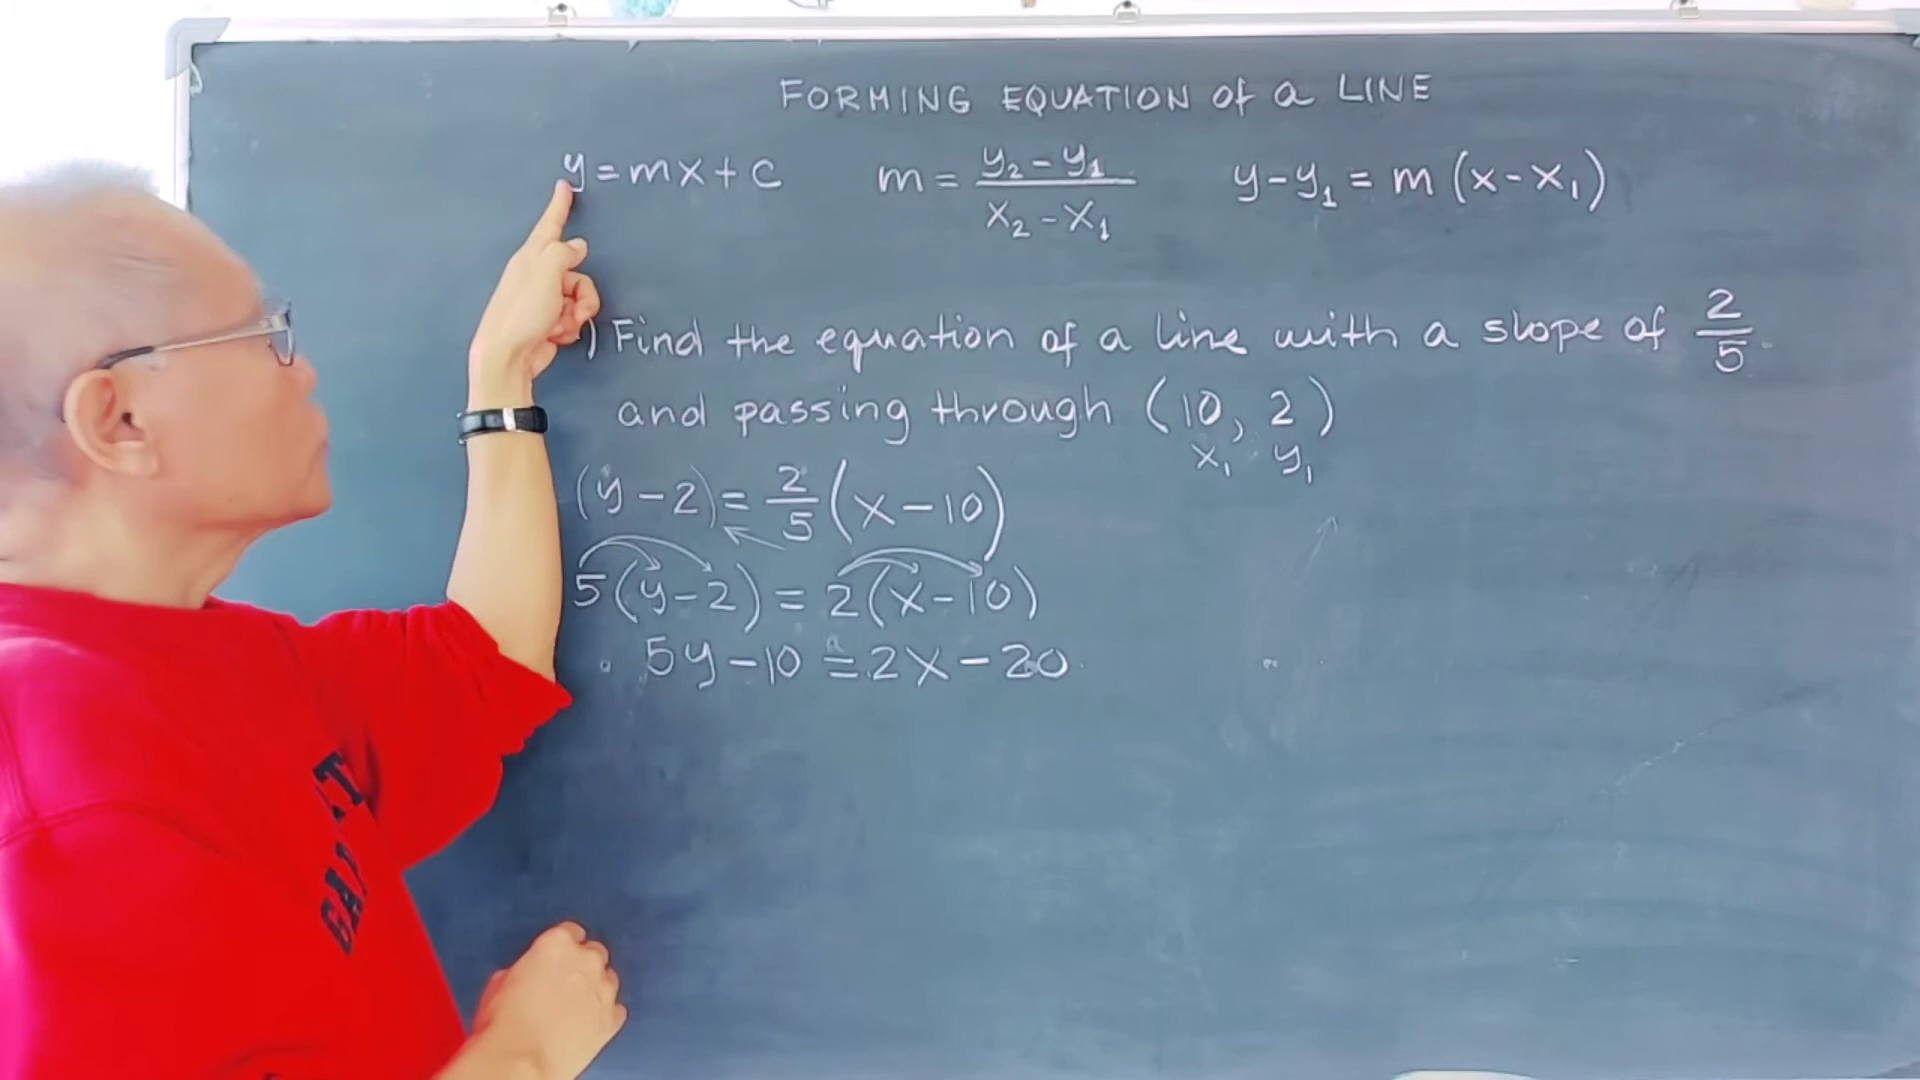 FORMING EQUATION of a LINE
y = mx + c    m = (y₂ - y₁)/(x₂ - x₁)    y - y₁ = m (x - x₁)
) Find the equation of a line with a slope of 2/5
and passing through (10, 2)
x₁ y₁
(y - 2) = 2/5 (x - 10)
5(y - 2) = 2(x - 10)
5y - 10 = 2x - 20